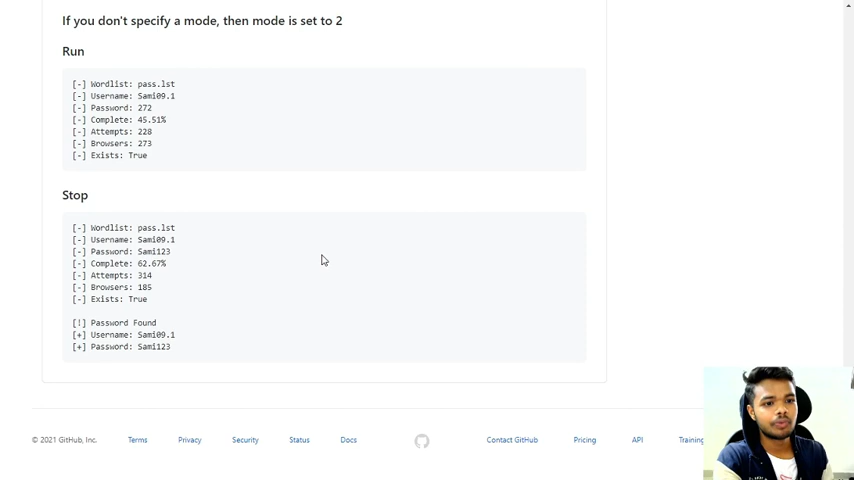 If you don't specify a mode, then mode is set to 2
Run
[-] Wordlist: pass.lst
[-] Username: Sami09.1
[-] Password: 272
[-] Complete: 45.51%
[-] Attempts: 228
[-] Browsers: 273
[-] Exists: True
Stop
[-] Wordlist: pass.lst
[-] Username: Sami09.1
[-] Password: Sami123
[-] Complete: 62.67%
[-] Attempts: 314
[-] Browsers: 185
[-] Exists: True
[!] Password Found
[+] Username: Sami09.1
[+] Password: Sami123
© 2021 GitHub, Inc. Terms Privacy Security Status Docs Contact GitHub Pricing API Training